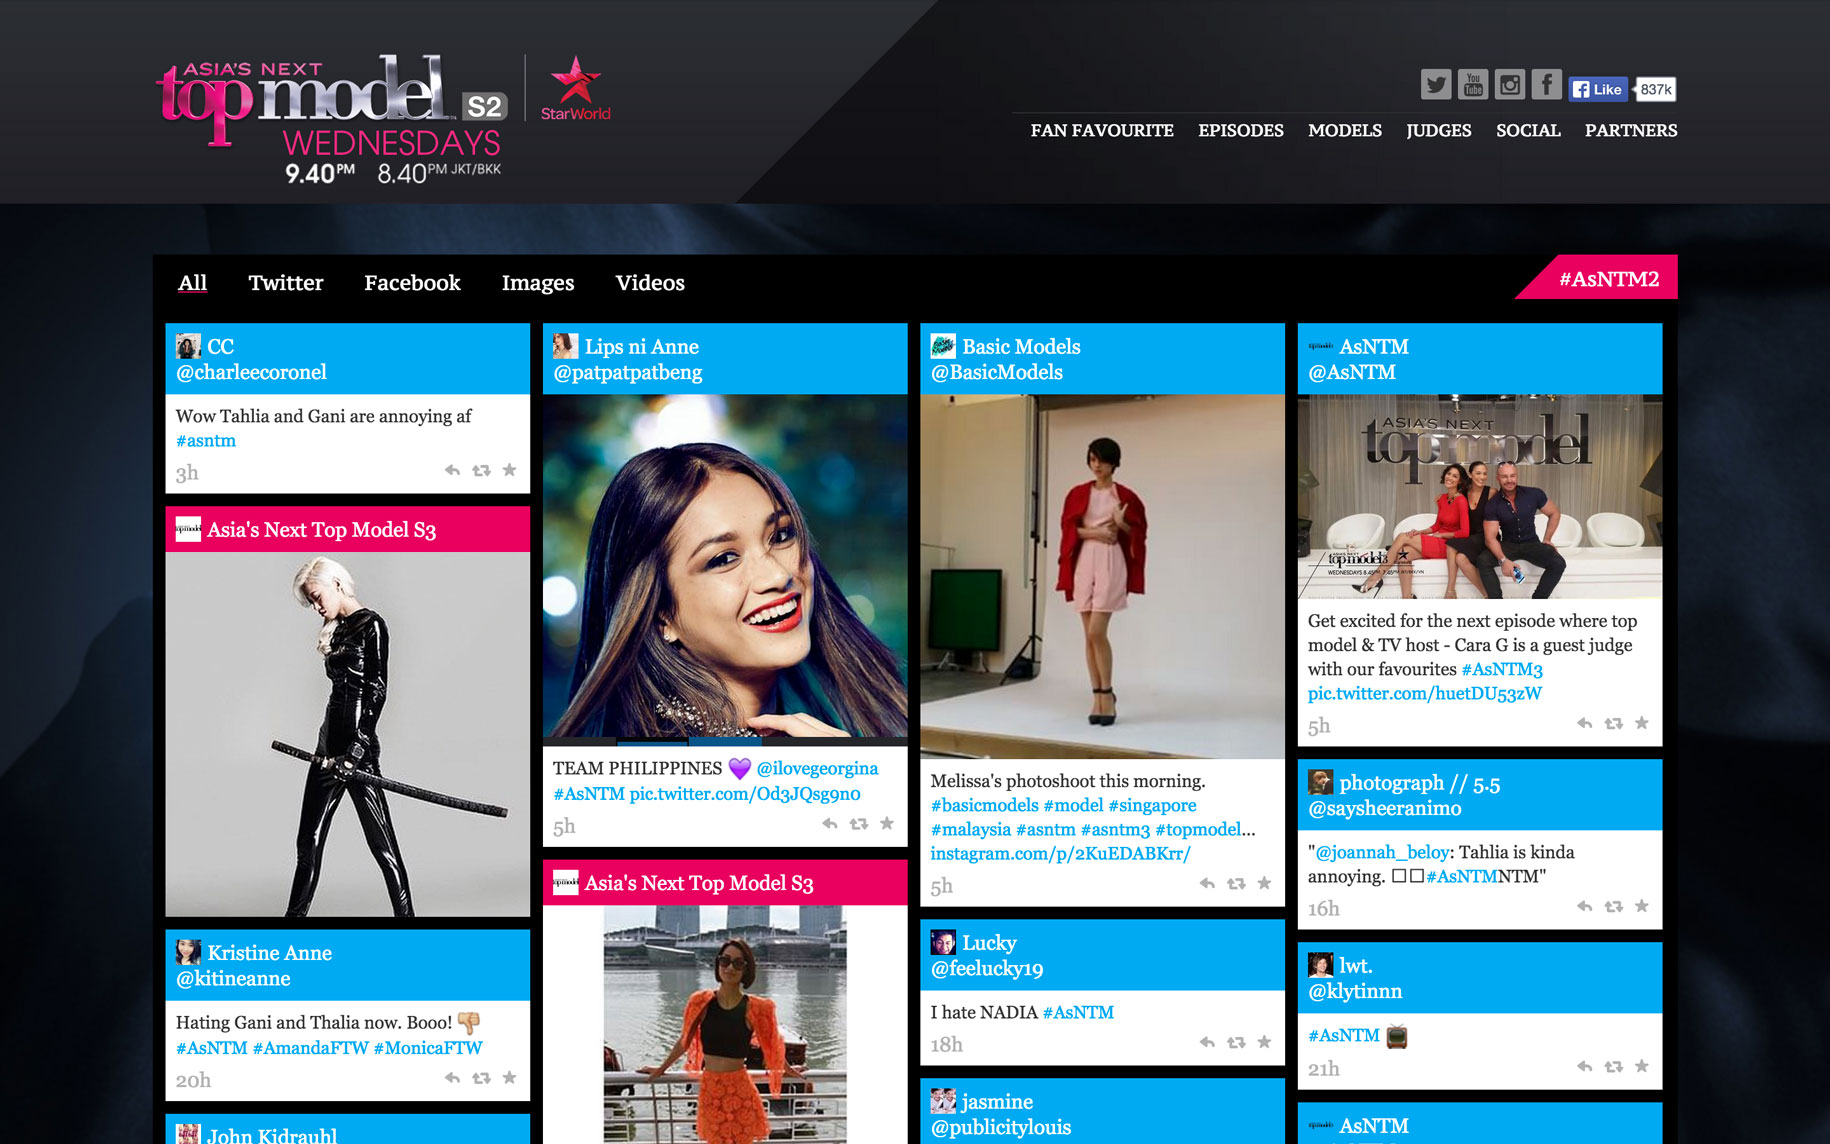 ASIA'S NEXT
top model S2
WEDNESDAYS
9.40PM 8.40PM JKT/BKK
StarWorld
You
Tube
Like 837k
FAN FAVOURITE EPISODES MODELS JUDGES SOCIAL PARTNERS
All Twitter Facebook Images Videos
#AsNTM2
CC
@charleecoronel
Wow Tahlia and Gani are annoying af
#asntm
3h
Asia's Next Top Model S3
Kristine Anne
@kitineanne
Hating Gani and Thalia now. Booo! 👎
#AsNTM #AmandaFTW #MonicaFTW
20h
John Kidrauhl
Lips ni Anne
@patpatpatbeng
TEAM PHILIPPINES 💜 @ilovegeorgina
#AsNTM pic.twitter.com/Od3JQsg9n0
5h
Asia's Next Top Model S3
Basic Models
@BasicModels
Melissa's photoshoot this morning.
#basicmodels #model #singapore
#malaysia #asntm #asntm3 #topmodel...
instagram.com/p/2KuEDABKrr/
5h
Lucky
@feelucky19
I hate NADIA #AsNTM
18h
jasmine
@publicitylouis
AsNTM
@AsNTM
ASIA'S NEXT
top model
Get excited for the next episode where top
model & TV host - Cara G is a guest judge
with our favourites #AsNTM3
pic.twitter.com/huetDU53zW
5h
photograph // 5.5
@saysheeranimo
"@joannah_beloy: Tahlia is kinda
annoying. □□#AsNTMNTM"
16h
lwt.
@klytinnn
#AsNTM 📺
21h
AsNTM